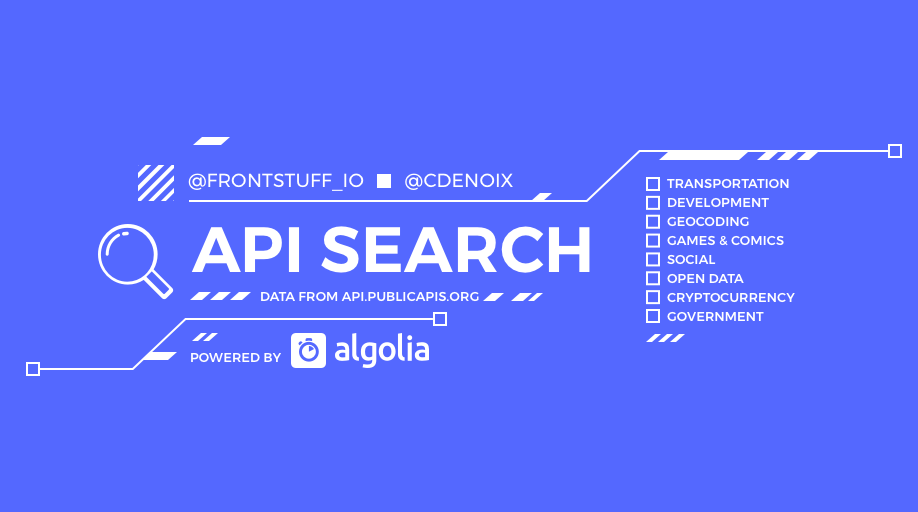 @FRONTSTUFF_IO @CDENOIX
API SEARCH
DATA FROM API.PUBLICAPIS.ORG
POWERED BY algolia
TRANSPORTATION
DEVELOPMENT
GEOCODING
GAMES & COMICS
SOCIAL
OPEN DATA
CRYPTOCURRENCY
GOVERNMENT